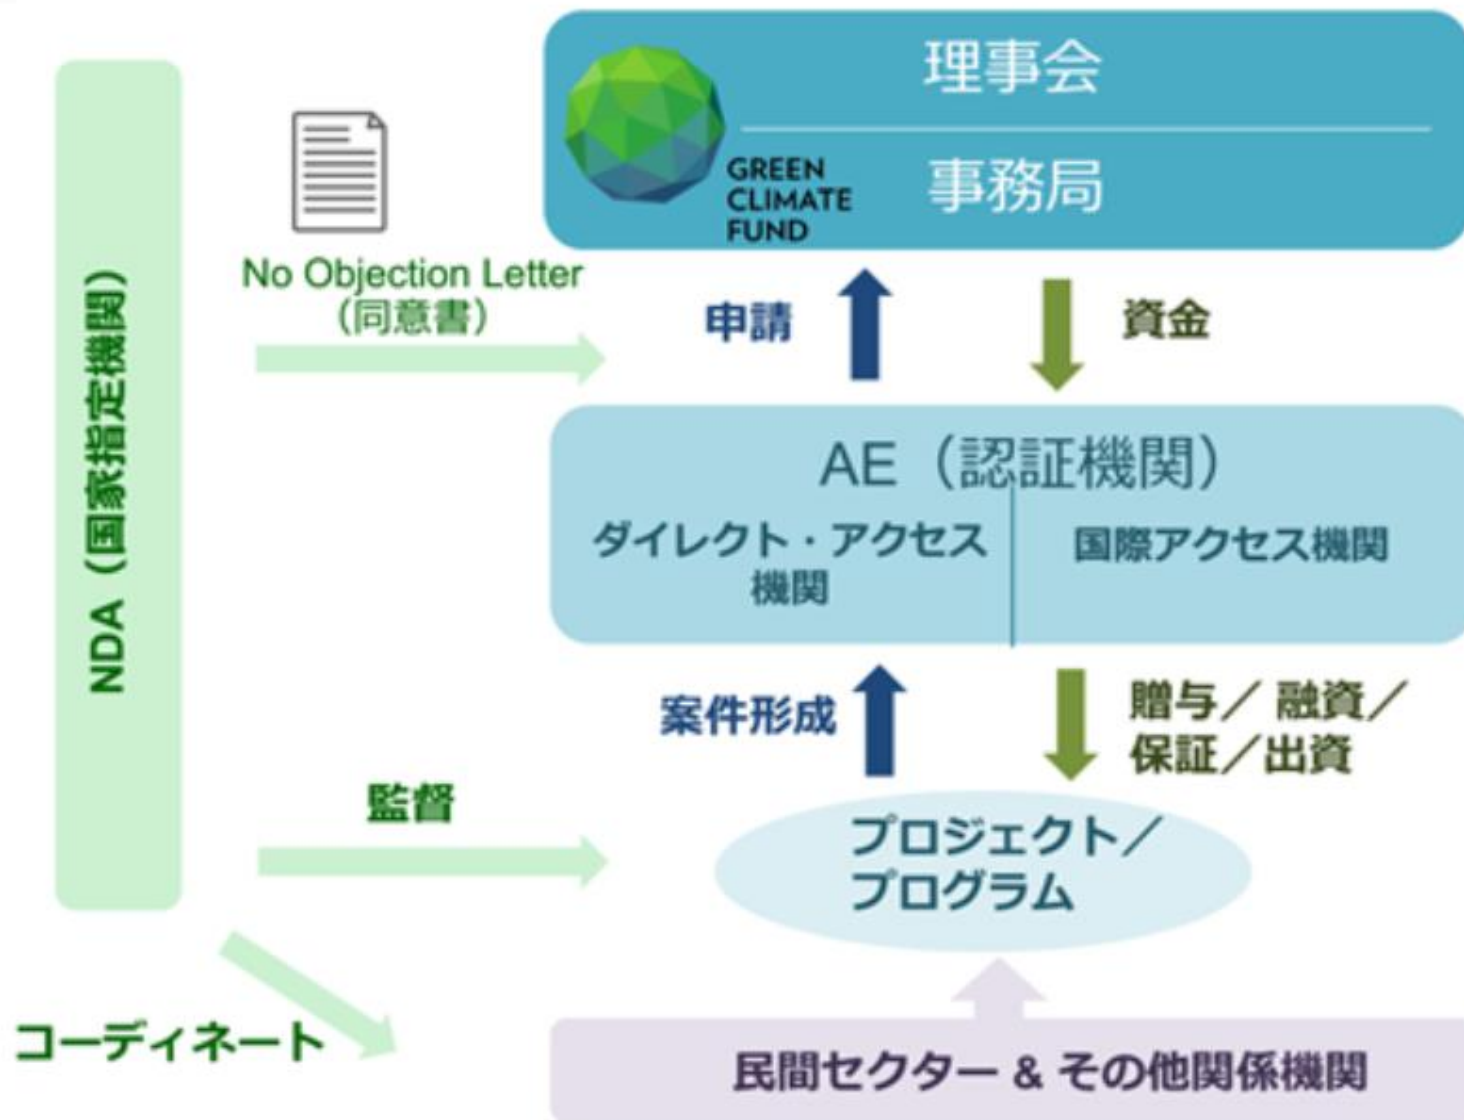 理事会
事務局
GREEN
CLIMATE
FUND
NDA（国家指定機関）
No Objection Letter
（同意書）
申請
資金
AE（認証機関）
ダイレクト・アクセス
機関
国際アクセス機関
案件形成
贈与／ 融資／
保証／出資
監督
プロジェクト／
プログラム
コーディネート
民間セクター & その他関係機関